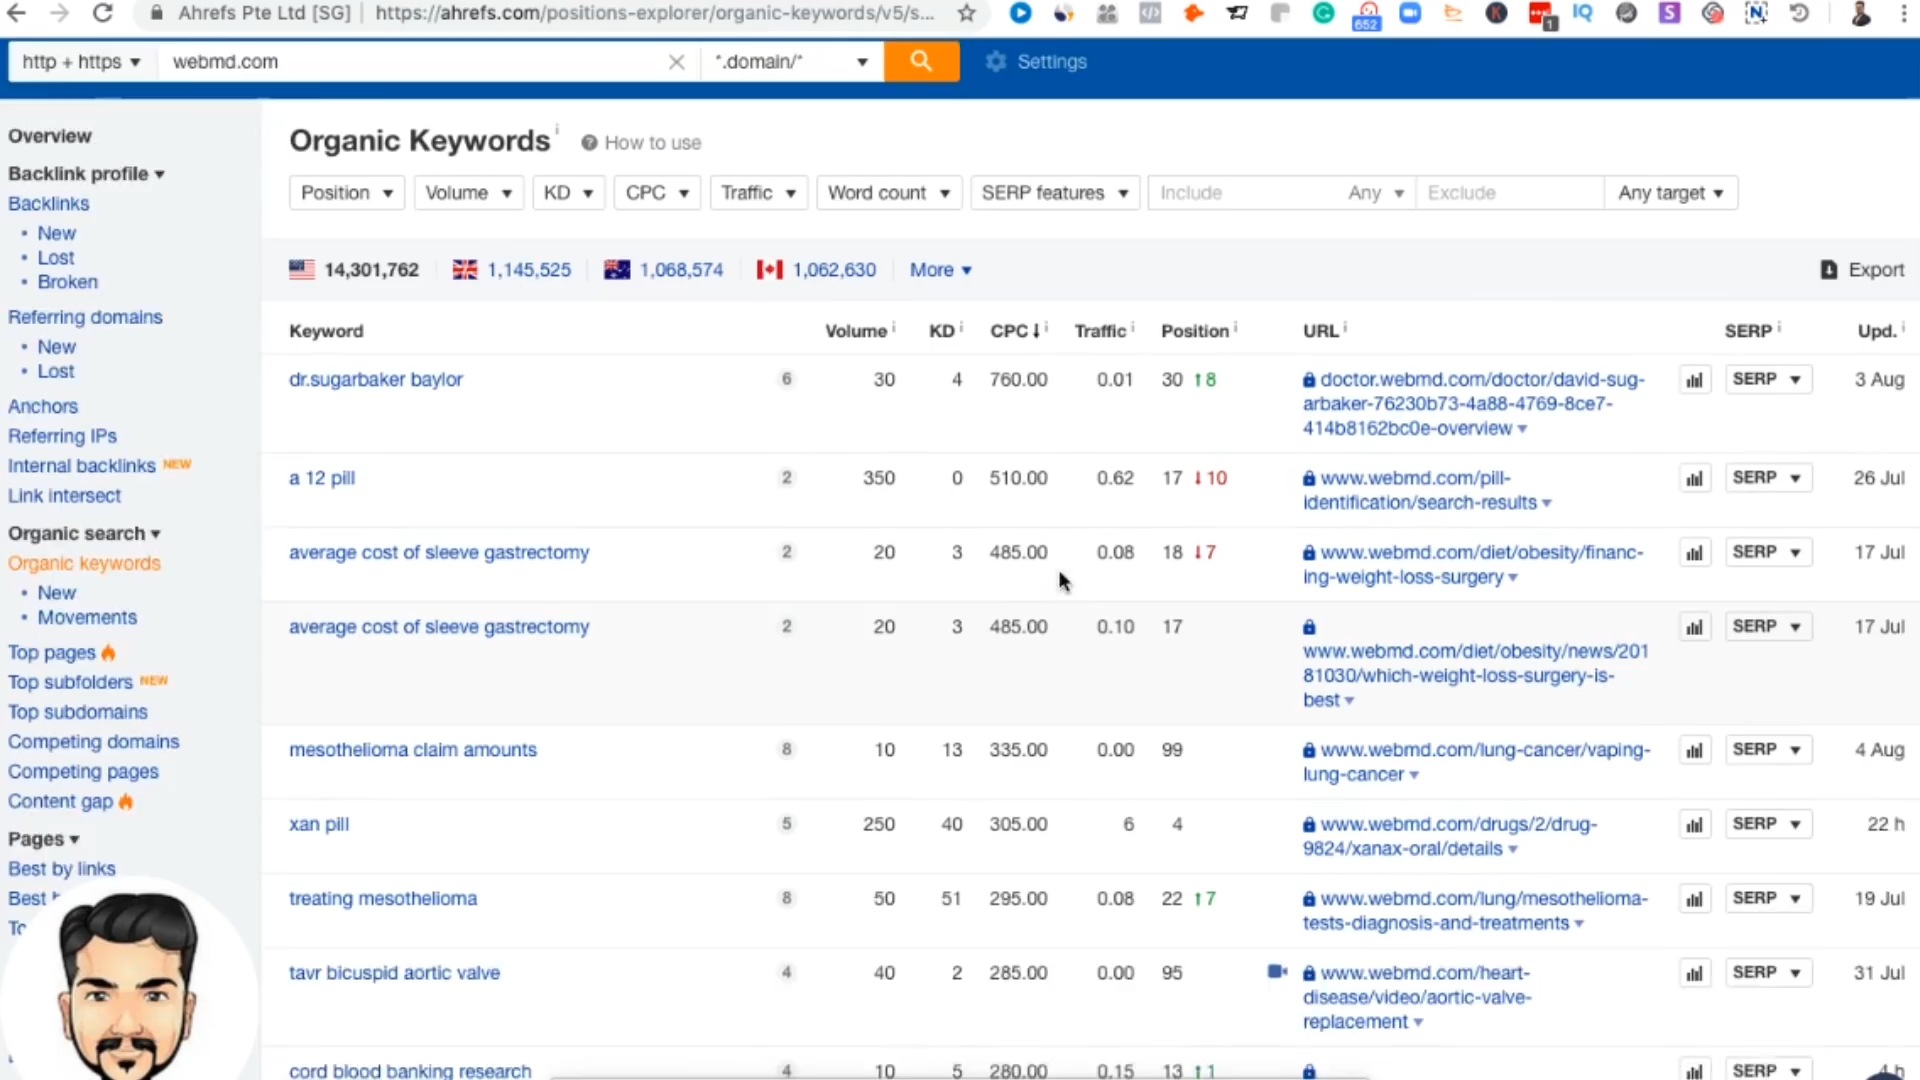 Ahrefs Pte Ltd [SG] | https://ahrefs.com/positions-explorer/organic-keywords/v5/s...
652
1
IQ
S
http + https ▾ webmd.com *.domain/* Settings
Overview
Backlink profile ▾
Backlinks
• New
• Lost
• Broken
Referring domains
• New
• Lost
Anchors
Referring IPs
Internal backlinks NEW
Link intersect
Organic search ▾
Organic keywords
• New
• Movements
Top pages
Top subfolders NEW
Top subdomains
Competing domains
Competing pages
Content gap
Pages ▾
Best by links
Best
Organic Keywords i How to use
Position Volume KD CPC Traffic Word count SERP features Include Any Exclude Any target
14,301,762 1,145,525 1,068,574 1,062,630 More Export
Keyword Volume i KD i CPC ↓ i Traffic i Position i URL i SERP i Upd. i
dr.sugarbaker baylor 6 30 4 760.00 0.01 30 ↑8 doctor.webmd.com/doctor/david-sug- SERP 3 Aug
arbaker-76230b73-4a88-4769-8ce7-
414b8162bc0e-overview
a 12 pill 2 350 0 510.00 0.62 17 ↓10 www.webmd.com/pill- SERP 26 Jul
identification/search-results
average cost of sleeve gastrectomy 2 20 3 485.00 0.08 18 ↓7 www.webmd.com/diet/obesity/financ- SERP 17 Jul
ing-weight-loss-surgery
average cost of sleeve gastrectomy 2 20 3 485.00 0.10 17 SERP 17 Jul
www.webmd.com/diet/obesity/news/201
81030/which-weight-loss-surgery-is-
best
mesothelioma claim amounts 8 10 13 335.00 0.00 99 www.webmd.com/lung-cancer/vaping- SERP 4 Aug
lung-cancer
xan pill 5 250 40 305.00 6 4 www.webmd.com/drugs/2/drug- SERP 22 h
9824/xanax-oral/details
treating mesothelioma 8 50 51 295.00 0.08 22 ↑7 www.webmd.com/lung/mesothelioma- SERP 19 Jul
tests-diagnosis-and-treatments
tavr bicuspid aortic valve 4 40 2 285.00 0.00 95 www.webmd.com/heart- SERP 31 Jul
disease/video/aortic-valve-
replacement
cord blood banking research 4 10 5 280.00 0.15 13 ↑1 SERP